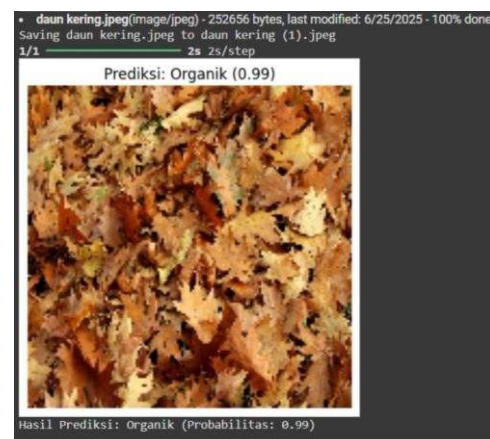 • daun kering.jpeg(image/jpeg) - 252656 bytes, last modified: 6/25/2025 - 100% done
Saving daun kering.jpeg to daun kering (1).jpeg
1/1 2s 2s/step
Prediksi: Organik (0.99)
Hasil Prediksi: Organik (Probabilitas: 0.99)